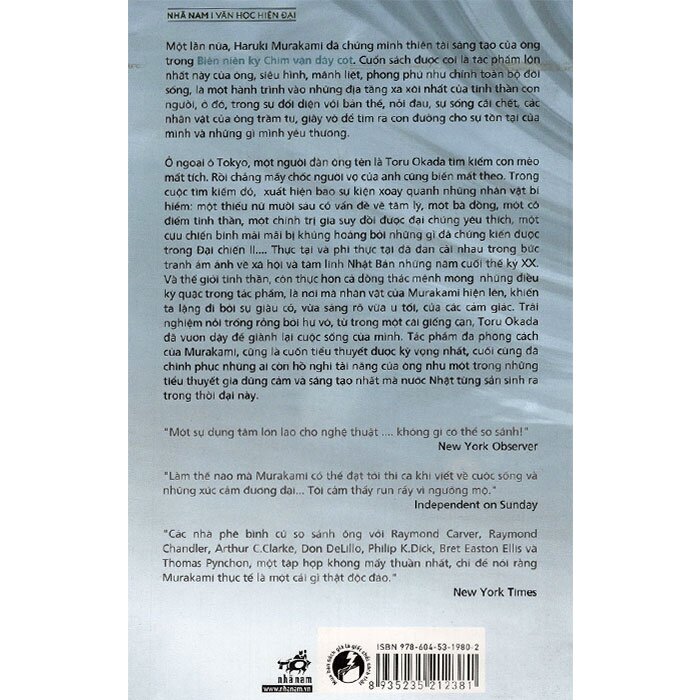 NHÃ NAM | VĂN HỌC HIỆN ĐẠI
Một lần nữa, Haruki Murakami đã chứng minh thiên tài sáng tạo của ông
trong Biên niên ký Chim vặn dây cót. Cuốn sách được coi là tác phẩm lớn
nhất này của ông, siêu hình, mãnh liệt, phong phú như chính toàn bộ đời
sống, là một hành trình vào những địa tầng xa xôi nhất của tinh thần con
người, ở đó, trong sự đối diện với bản thể, nỗi đau, sự sống cái chết, các
nhân vật của ông trầm tư, giày vò để tìm ra con đường cho sự tồn tại của
mình và những gì mình yêu thương.
Ở ngoại ô Tokyo, một người đàn ông tên là Toru Okada tìm kiếm con mèo
mất tích. Rồi chẳng mấy chốc người vợ của anh cũng biến mất theo. Trong
cuộc tìm kiếm đó, xuất hiện bao sự kiện xoay quanh những nhân vật bí
hiểm: một thiếu nữ mười sáu có vấn đề về tâm lý, một bà đồng, một cô
điếm tinh thần, một chính trị gia suy đồi được đại chúng yêu thích, một
cựu chiến binh mãi mãi bị khủng hoảng bởi những gì đã chứng kiến được
trong Đại chiến II.... Thực tại và phi thực tại đã đan cài nhau trong bức
tranh ám ảnh về xã hội và tâm linh Nhật Bản những năm cuối thế kỷ XX.
Và thế giới tinh thần, còn thực hơn cả dòng thác mênh mông những điều
kỳ quặc trong tác phẩm, là nơi mà nhân vật của Murakami hiện lên, khiến
ta lặng đi bởi sự giàu có, vừa sáng rõ vừa u tối, của các cảm giác. Trải
nghiệm nỗi trống rỗng bởi hư vô, từ trong một cái giếng cạn, Toru Okada
đã vươn dậy để giành lại cuộc sống của mình. Tác phẩm đa phong cách
của Murakami, cũng là cuốn tiểu thuyết được kỳ vọng nhất, cuối cùng đã
chinh phục những ai còn hồ nghi tài năng của ông như một trong những
tiểu thuyết gia dũng cảm và sáng tạo nhất mà nước Nhật từng sản sinh ra
trong thời đại này.
"Một sự dung tâm lớn lao cho nghệ thuật .... không gì có thể so sánh!"
New York Observer
"Làm thế nào mà Murakami có thể đạt tới thi ca khi viết về cuộc sống và
những xúc cảm đương đại... Tôi cảm thấy run rẩy vì ngưỡng mộ."
Independent on Sunday
"Các nhà phê bình cứ so sánh ông với Raymond Carver, Raymond
Chandler, Arthur C.Clarke, Don DeLillo, Philip K.Dick, Bret Easton Ellis và
Thomas Pynchon, một tập hợp không mấy thuần nhất, chỉ để nói rằng
Murakami thực tế là một cái gì thật độc đáo."
New York Times
nhã nam
www.nhanam.vn
Mua bán sách giả là giết chết sách thật
ISBN 978-604-53-1980-2
8 935235 212381